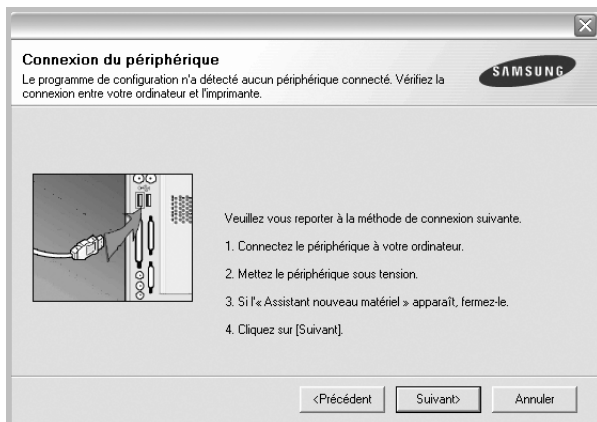 Connexion du périphérique
Le programme de configuration n'a détecté aucun périphérique connecté. Vérifiez la
connexion entre votre ordinateur et l'imprimante.
SAMSUNG
Veuillez vous reporter à la méthode de connexion suivante.
1. Connectez le périphérique à votre ordinateur.
2. Mettez le périphérique sous tension.
3. Si l'« Assistant nouveau matériel » apparaît, fermez-le.
4. Cliquez sur [Suivant].
<Précédent
Suivant>
Annuler